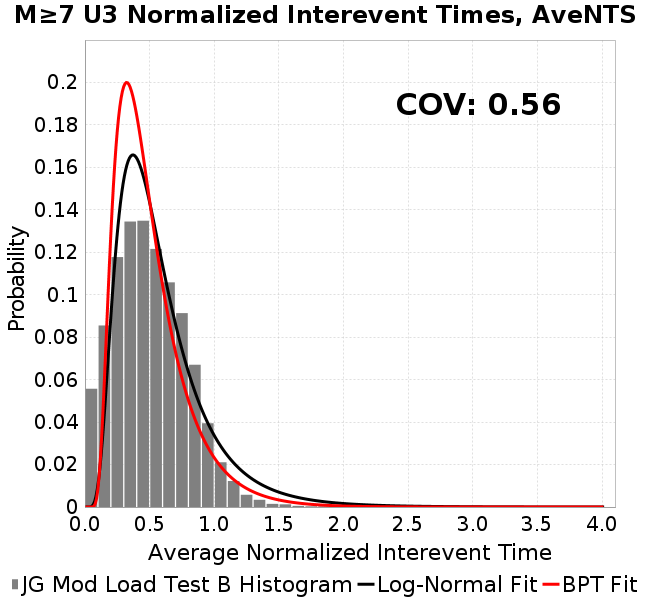 M≥7 U3 Normalized Interevent Times, AveNTS
COV: 0.56
Probability
0.2
0.18
0.16
0.14
0.12
0.1
0.08
0.06
0.04
0.02
0
0.0 0.5 1.0 1.5 2.0 2.5 3.0 3.5 4.0
Average Normalized Interevent Time
JG Mod Load Test B Histogram Log-Normal Fit BPT Fit